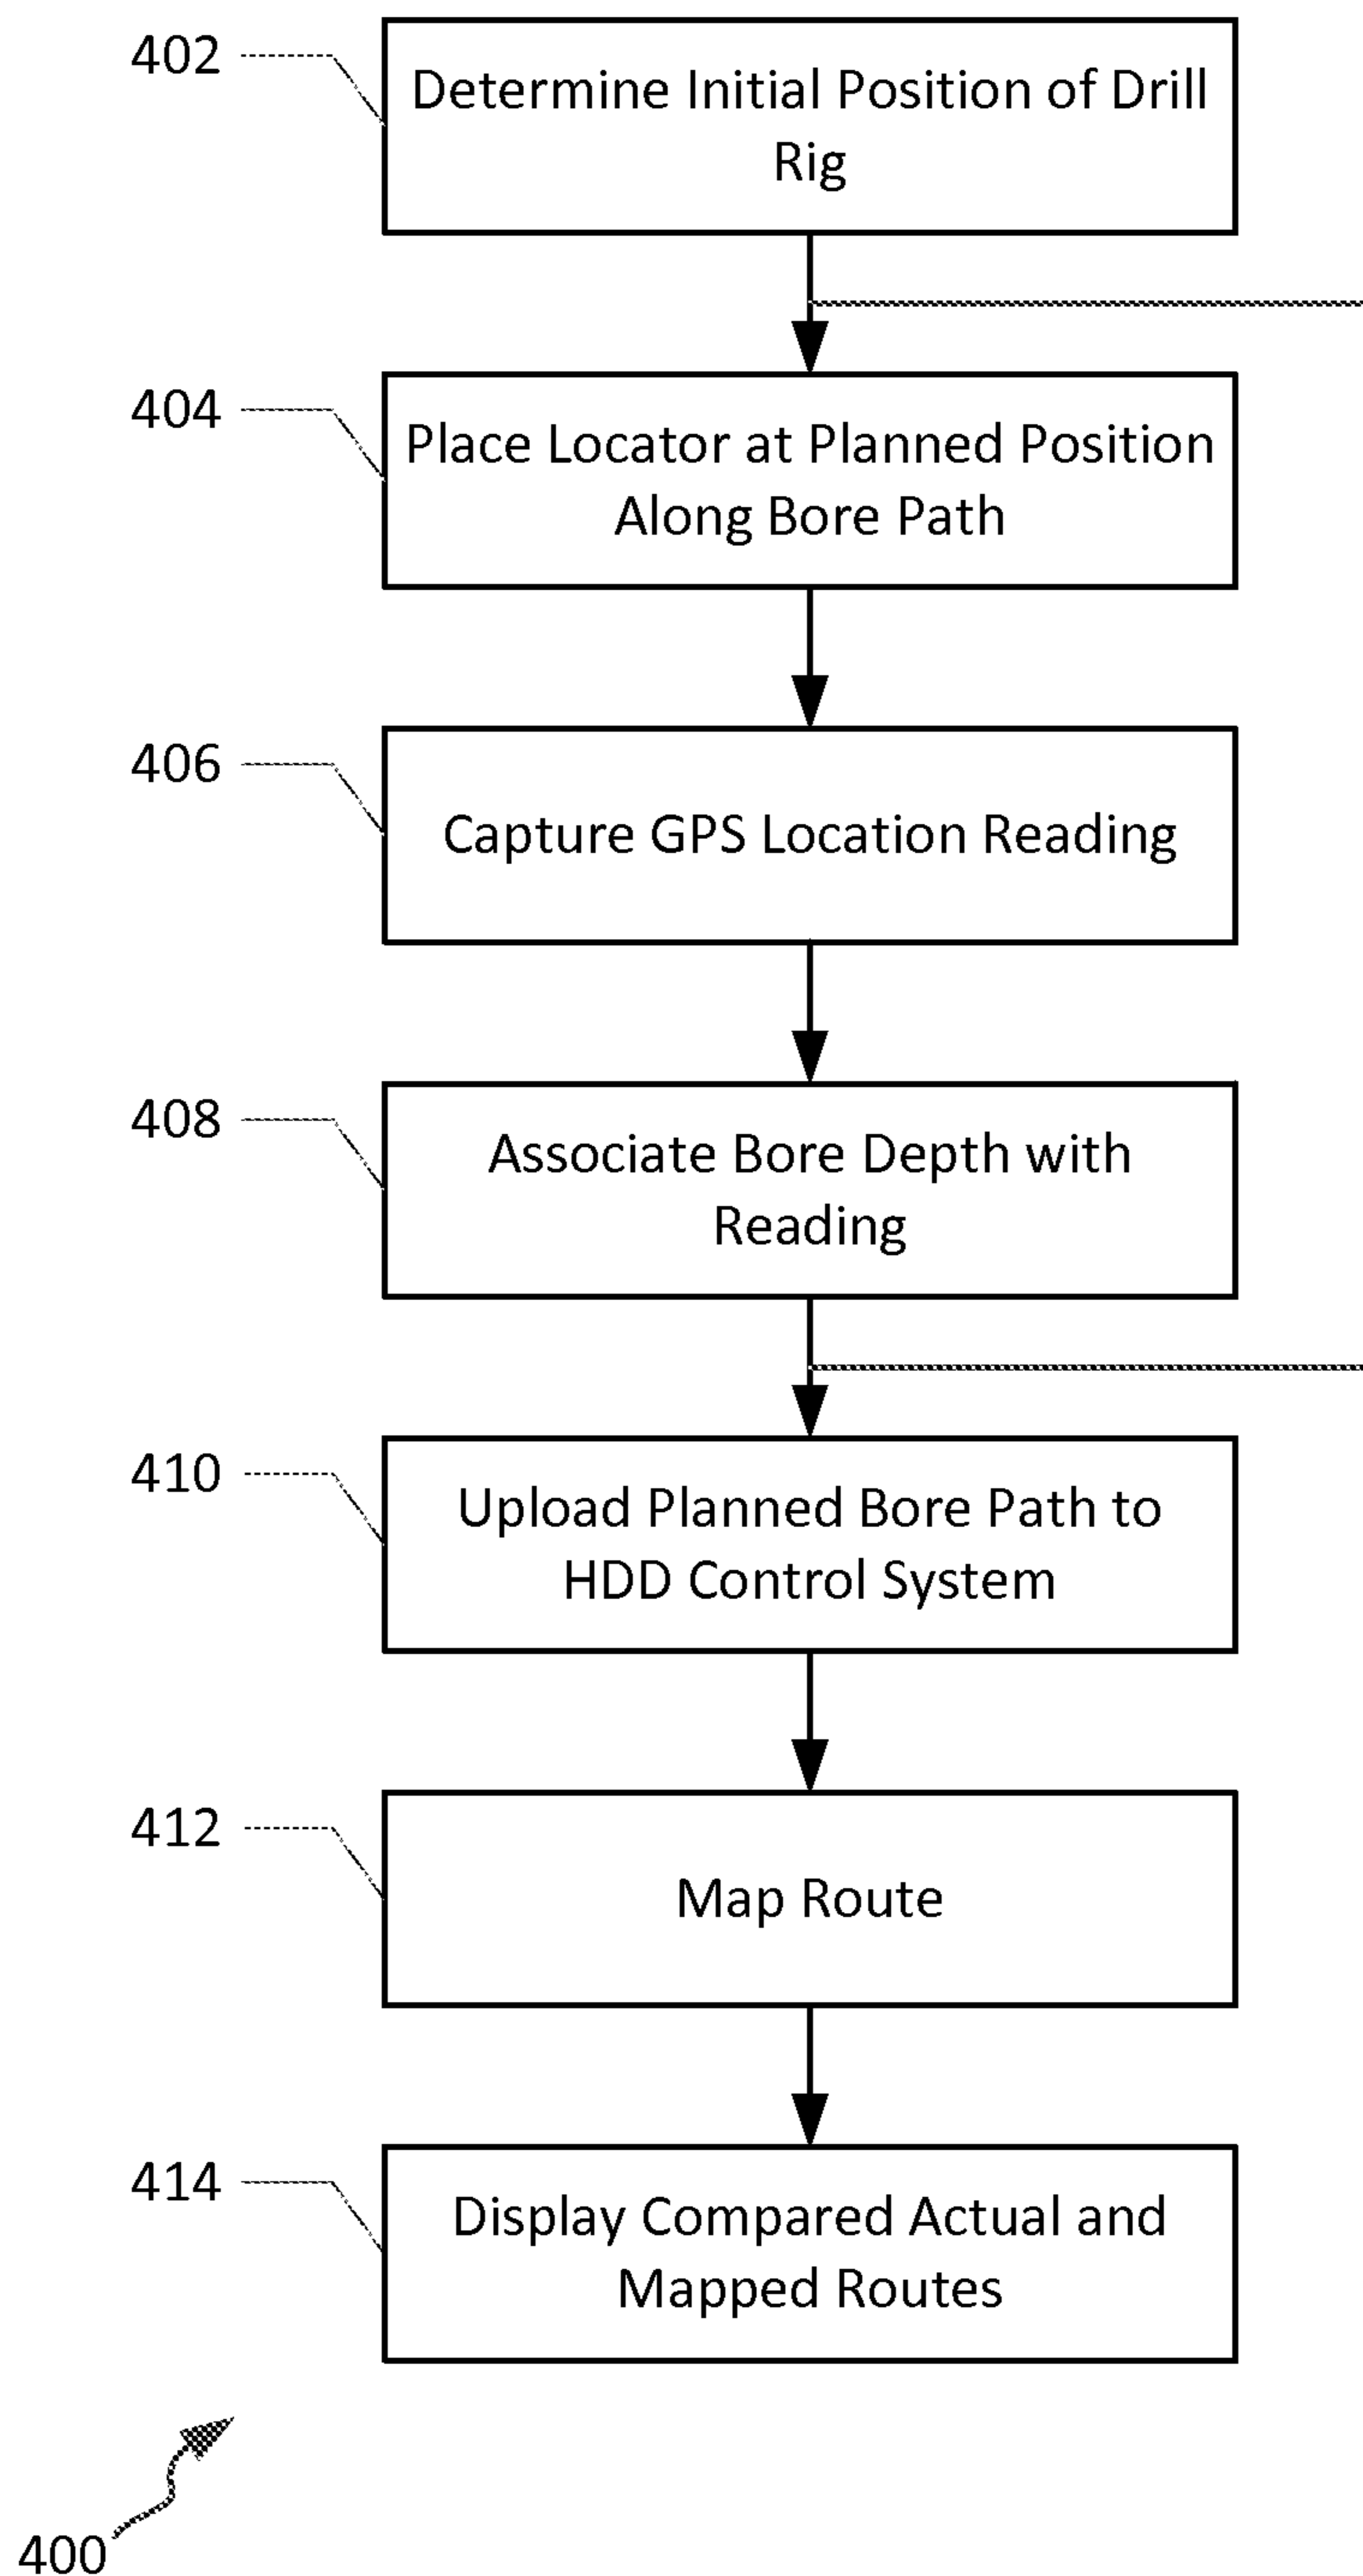 402
Determine Initial Position of Drill
Rig
404
Place Locator at Planned Position
Along Bore Path
406
Capture GPS Location Reading
408
Associate Bore Depth with
Reading
410
Upload Planned Bore Path to
HDD Control System
412
Map Route
414
Display Compared Actual and
Mapped Routes
400